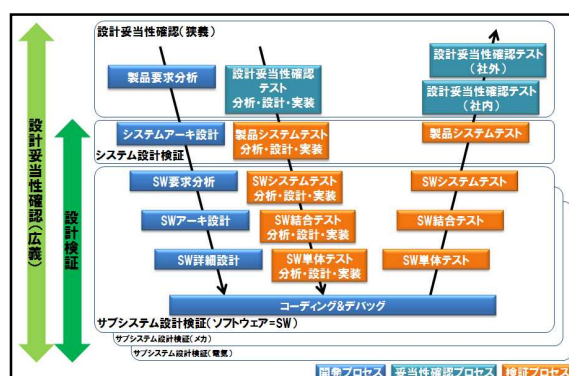 設計妥当性確認(広義)
設計検証
設計妥当性確認(狭義)
製品要求分析
設計妥当性確認
テスト
分析・設計・実装
設計妥当性確認テスト
(社外)
設計妥当性確認テスト
(社内)
システムアーキ設計
製品システムテスト
分析・設計・実装
製品システムテスト
システム設計検証
SW要求分析
SWシステムテスト
分析・設計・実装
SWシステムテスト
SWアーキ設計
SW結合テスト
分析・設計・実装
SW結合テスト
SW詳細設計
SW単体テスト
分析・設計・実装
SW単体テスト
コーディング&デバッグ
サブシステム設計検証(ソフトウェア=SW)
サブシステム設計検証(メカ)
サブシステム設計検証(電気)
開発プロセス
妥当性確認プロセス
検証プロセス